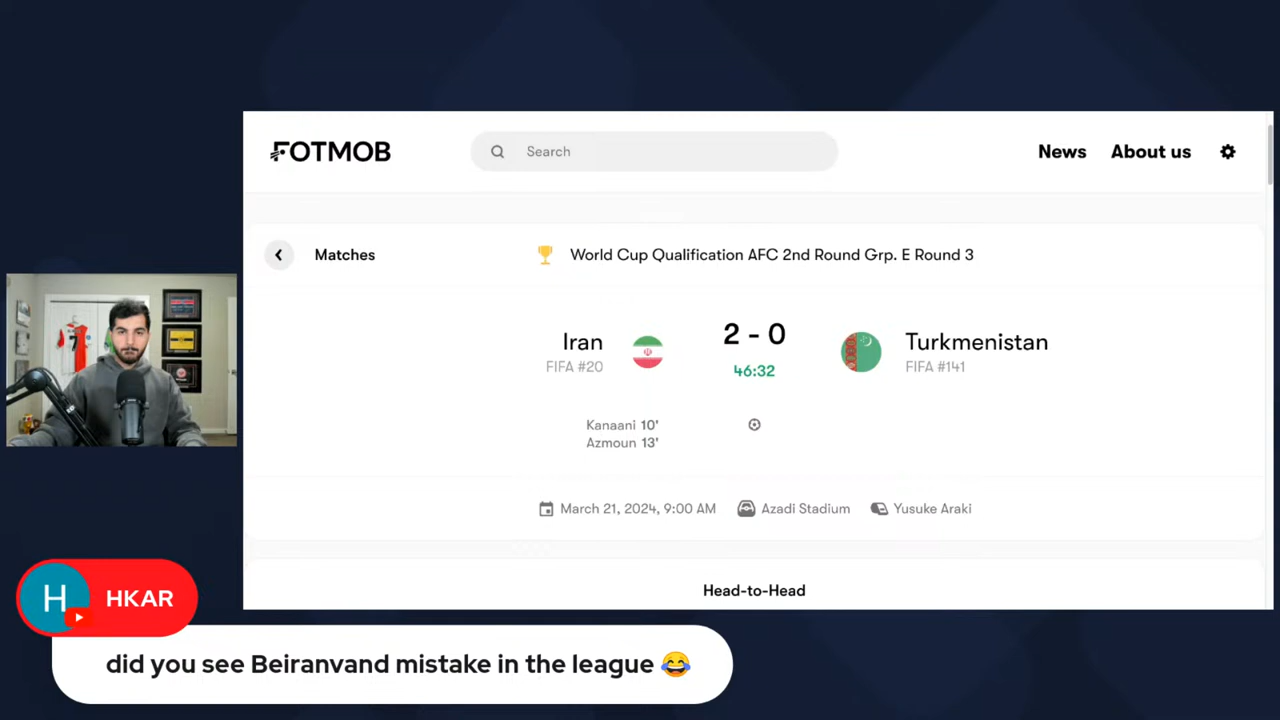 FOTMOB
Search
News
About us
Matches
World Cup Qualification AFC 2nd Round Grp. E Round 3
Iran
FIFA #20
2 - 0
46:32
Turkmenistan
FIFA #141
Kanaani 10'
Azmoun 13'
March 21, 2024, 9:00 AM
Azadi Stadium
Yusuke Araki
Head-to-Head
H
HKAR
did you see Beiranvand mistake in the league 😂